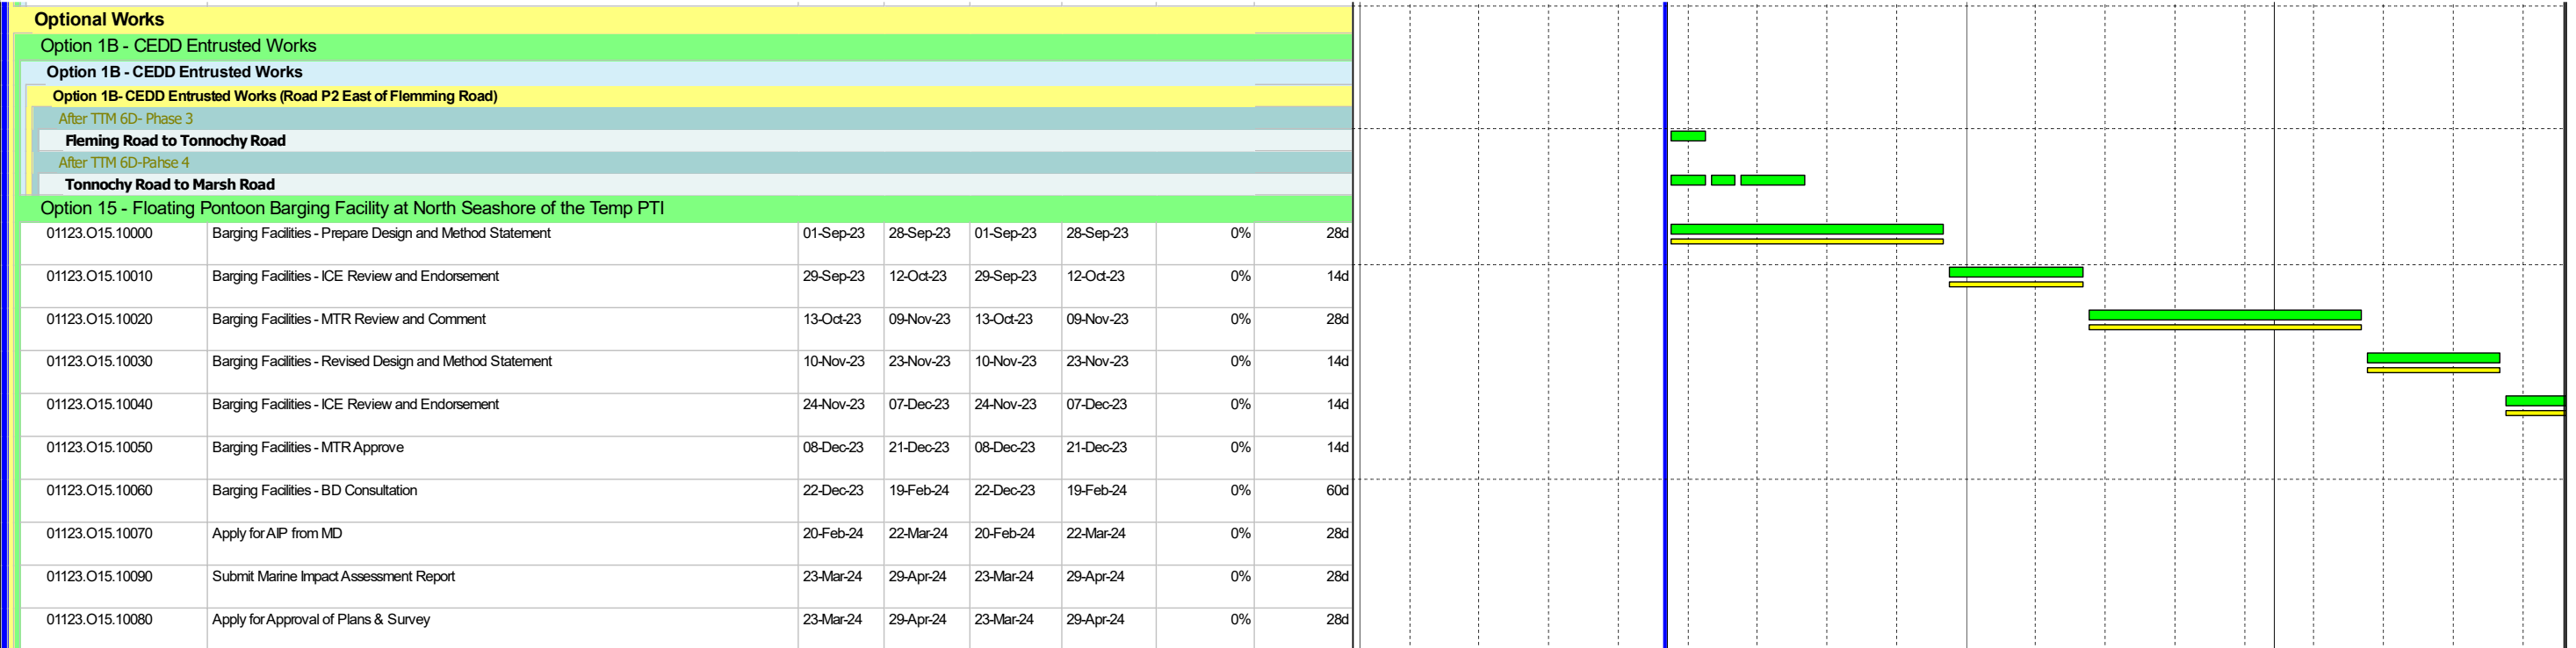 Optional Works
Option 1B - CEDD Entrusted Works
Option 1B - CEDD Entrusted Works
Option 1B- CEDD Entrusted Works (Road P2 East of Flemming Road)
After TTM 6D- Phase 3
Fleming Road to Tonnochy Road
After TTM 6D-Pahse 4
Tonnochy Road to Marsh Road
Option 15 - Floating Pontoon Barging Facility at North Seashore of the Temp PTI
01123.O15.10000 Barging Facilities - Prepare Design and Method Statement 01-Sep-23 28-Sep-23 01-Sep-23 28-Sep-23 0% 28d
01123.O15.10010 Barging Facilities - ICE Review and Endorsement 29-Sep-23 12-Oct-23 29-Sep-23 12-Oct-23 0% 14d
01123.O15.10020 Barging Facilities - MTR Review and Comment 13-Oct-23 09-Nov-23 13-Oct-23 09-Nov-23 0% 28d
01123.O15.10030 Barging Facilities - Revised Design and Method Statement 10-Nov-23 23-Nov-23 10-Nov-23 23-Nov-23 0% 14d
01123.O15.10040 Barging Facilities - ICE Review and Endorsement 24-Nov-23 07-Dec-23 24-Nov-23 07-Dec-23 0% 14d
01123.O15.10050 Barging Facilities - MTR Approve 08-Dec-23 21-Dec-23 08-Dec-23 21-Dec-23 0% 14d
01123.O15.10060 Barging Facilities - BD Consultation 22-Dec-23 19-Feb-24 22-Dec-23 19-Feb-24 0% 60d
01123.O15.10070 Apply for AIP from MD 20-Feb-24 22-Mar-24 20-Feb-24 22-Mar-24 0% 28d
01123.O15.10090 Submit Marine Impact Assessment Report 23-Mar-24 29-Apr-24 23-Mar-24 29-Apr-24 0% 28d
01123.O15.10080 Apply for Approval of Plans & Survey 23-Mar-24 29-Apr-24 23-Mar-24 29-Apr-24 0% 28d